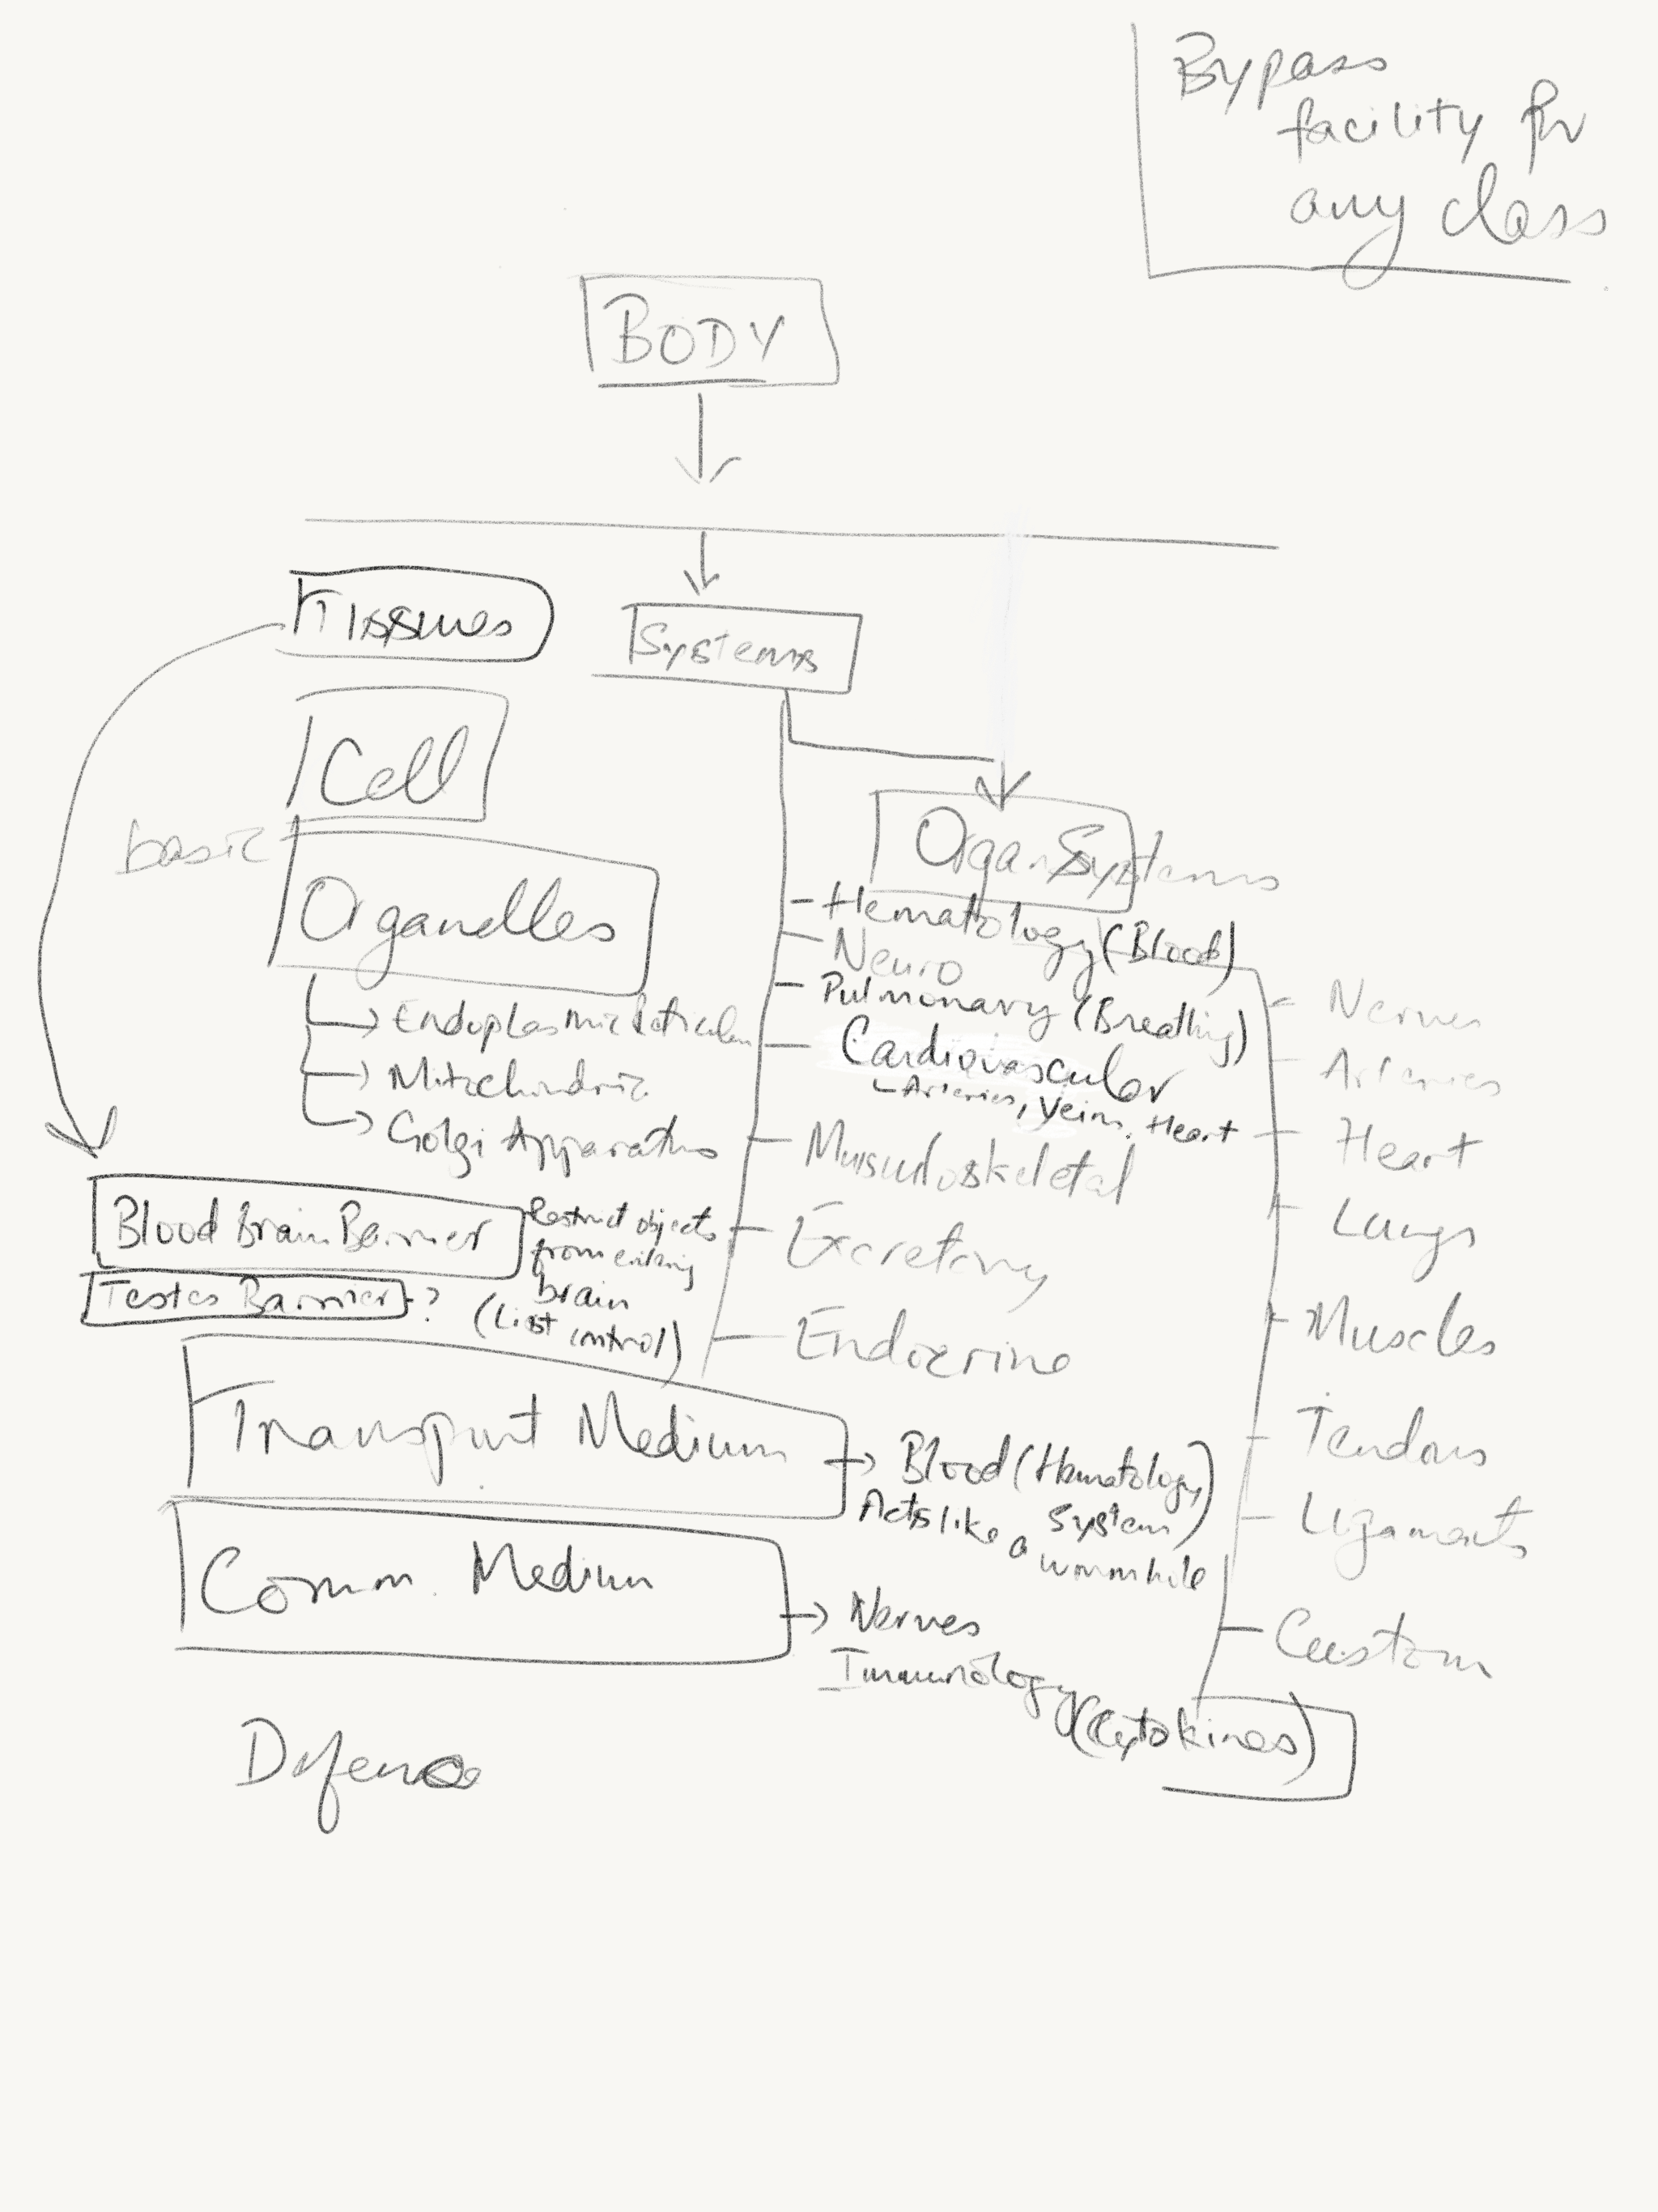 Bypass
facility for
any class
BODY
Tissues
Systems
Cell
basic
Organelles
Endoplasmic Reticulum
Mitochondria
Golgi Apparatus
Organ Systems
Hematology (Blood)
Neuro
Pulmonary (Breathing)
Cardiovascular
Arteries, Veins, Heart
Musculoskeletal
Excretory
Endocrine
Nerves
Arteries
Heart
Lungs
Muscles
Tendons
Ligaments
Custom
Blood Brain Barrier
Restrict objects
from entering
brain
(List control)
Testes Barrier ?
Transport Medium
Blood (Hematology
System)
Acts like a wormhole
Comm. Medium
Nerves
Immunology
(Cytokines)
Defense